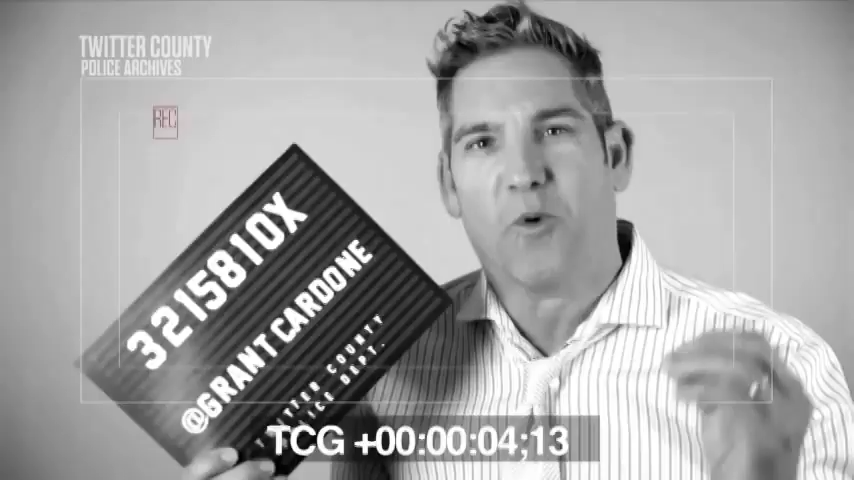 TWITTER COUNTY
POLICE ARCHIVES
REC
3215810X
@GRANTCARDONE
TWITTER COUNTY
POLICE DEPT.
TCG +00:00:04;13